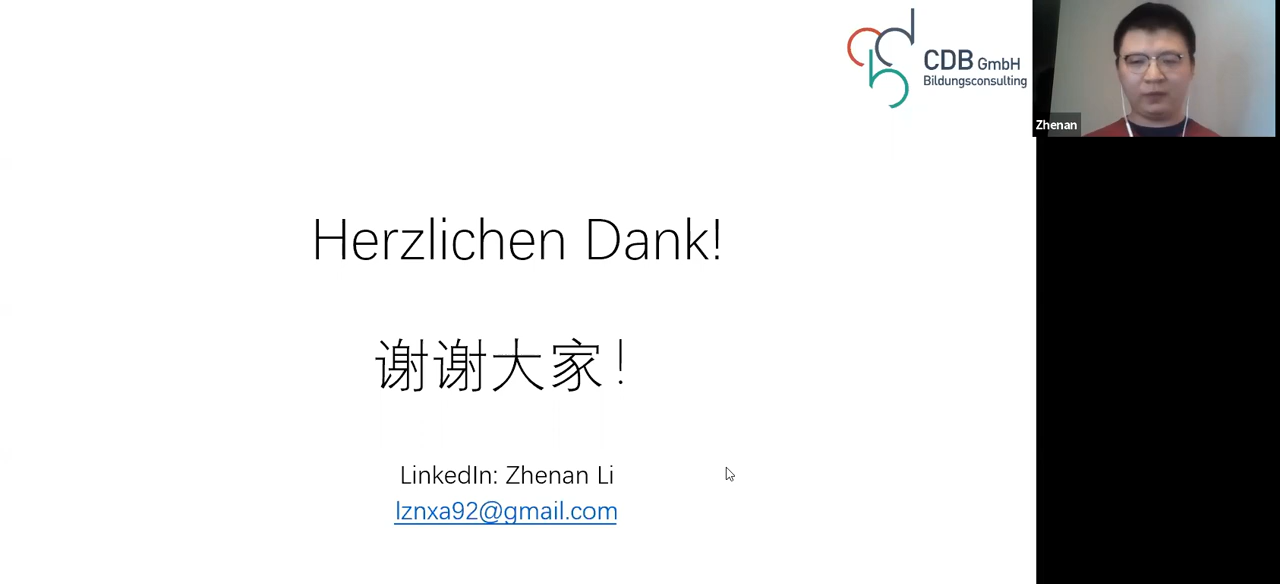 CDB GmbH
Bildungsconsulting
Zhenan
Herzlichen Dank!
谢谢大家！
LinkedIn: Zhenan Li
lznxa92@gmail.com